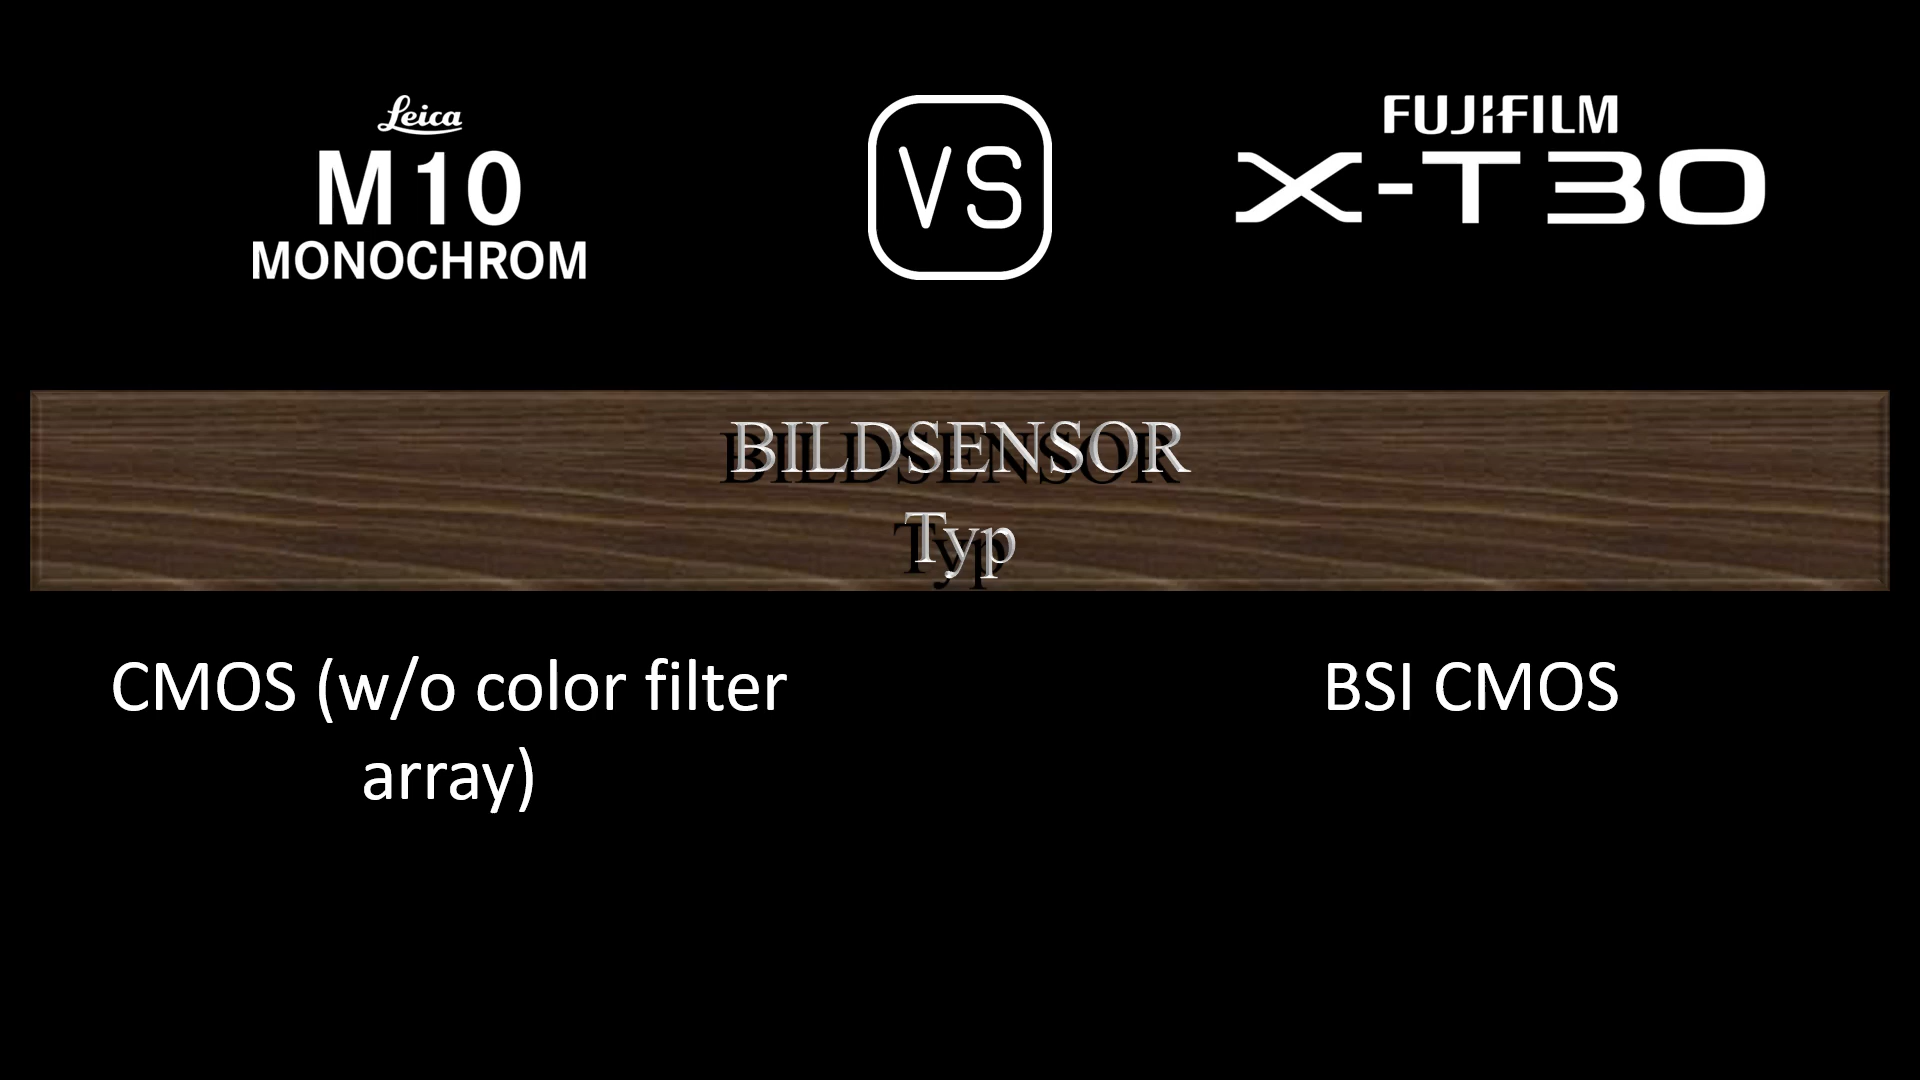 Leica
M10
MONOCHROM
VS
FUJIFILM
X-T30
BILDSENSOR
Typ
CMOS (w/o color filter
array)
BSI CMOS